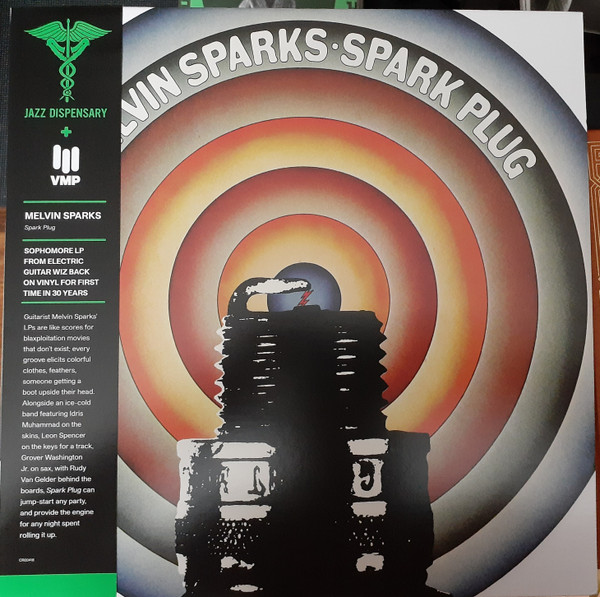 JAZZ DISPENSARY
+
VMP
MELVIN SPARKS
Spark Plug
SOPHOMORE LP
FROM ELECTRIC
GUITAR WIZ BACK
ON VINYL FOR FIRST
TIME IN 30 YEARS
Guitarist Melvin Sparks'
LPs are like scores for
blaxploitation movies
that don't exist; every
groove elicits colorful
clothes, feathers,
someone getting a
boot upside their head.
Alongside an ice-cold
band featuring Idris
Muhammad on the
skins, Leon Spencer
on the keys for a track,
Grover Washington
Jr. on sax, with Rudy
Van Gelder behind the
boards, Spark Plug can
jump-start any party,
and provide the engine
for any night spent
rolling it up.
LVIN SPARKS·SPARK PLUG